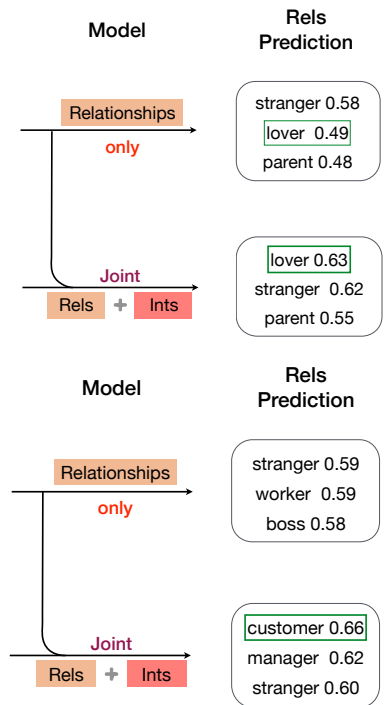 Model
Rels
Prediction
Relationships
only
stranger 0.58
lover 0.49
parent 0.48
Joint
Rels + Ints
lover 0.63
stranger 0.62
parent 0.55
Model
Rels
Prediction
Relationships
only
stranger 0.59
worker 0.59
boss 0.58
Joint
Rels + Ints
customer 0.66
manager 0.62
stranger 0.60